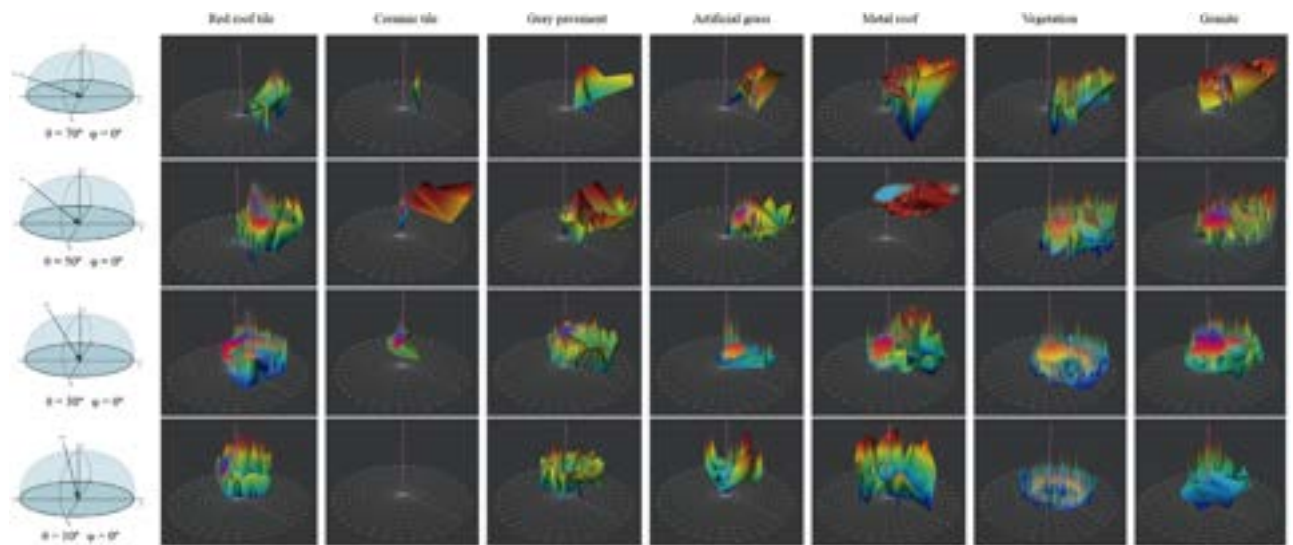 Red roof tile
Ceramic tile
Grey pavement
Artificial grass
Metal roof
Vegetation
Granite
θ = 70° φ = 0°
θ = 50° φ = 0°
θ = 30° φ = 0°
θ = 10° φ = 0°